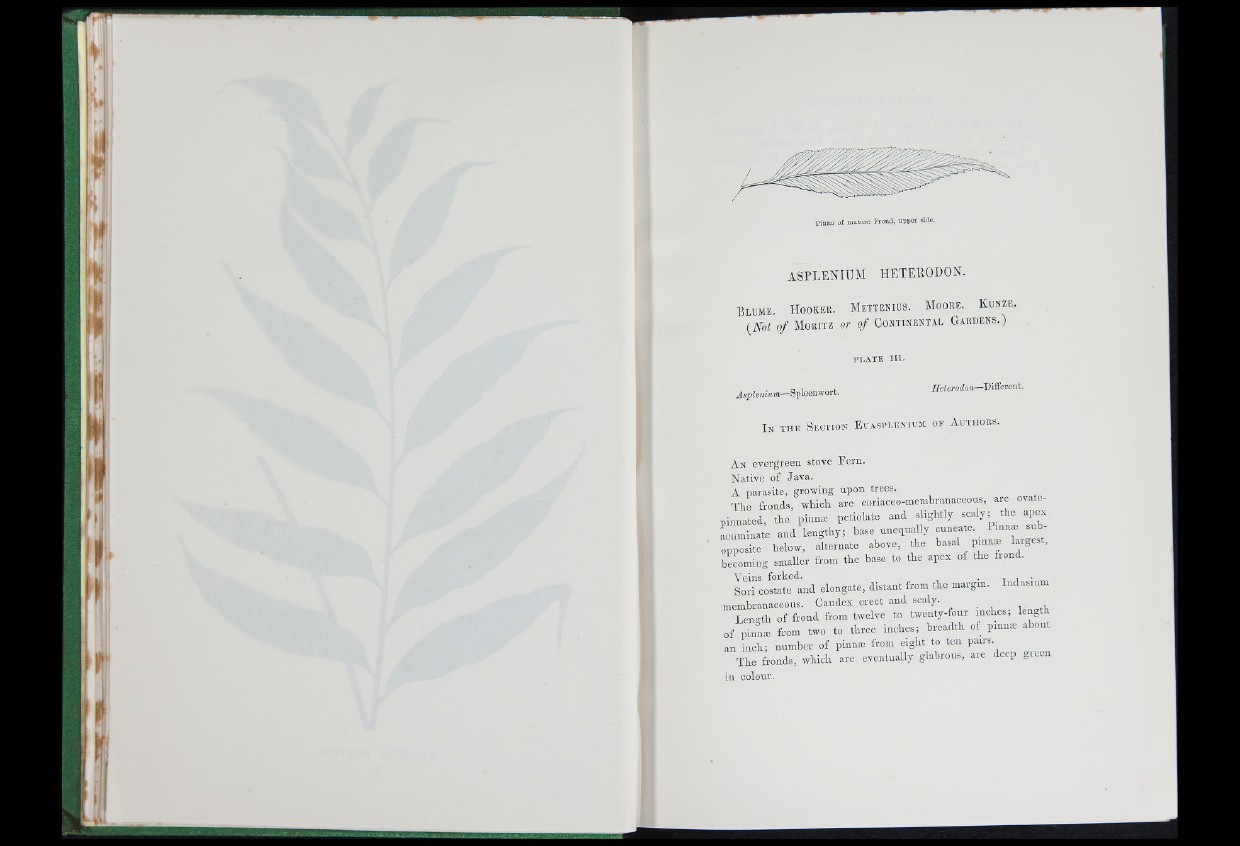 Pinna of mature Frond, upper side.
ASPLENIUM HETERODON.
BLUME. HOOKER. METTENIUS. MOORE. KUNZE.
(Not of MORITZ or of CONTINENTAL GARDENS.)
PLATE III.
Asplenium—Spleenwort. Heterodon—Different.
IN THE SECTION EUASPLENIUM OF AUTHORS.
AN evergreen stove Fern.
Native of Java.
A parasite, growing upon trees.
The fronds, which are coriaceo-membranaceous, are ovate-
pinnated, the pinnæ petiolate and slightly scaly; the apex
acuminate and lengthy; base unequally cuneate. Pinnæ sub-
opposite below, alternate above, the basal pinnæ largest,
becoming smaller from the base to the apex of the frond.
Veins forked.
Sori costate and elongate, distant from the margin. Indusium
membranaceous. Caudex erect and scaly.
Length of frond from twelve to twenty-four inches; length
of pinnæ from two to three inches; breadth of pinnæ about
an inch; number of pinnæ from eight to ten pairs.
The fronds, which are eventually glabrous, are deep green
in colour.